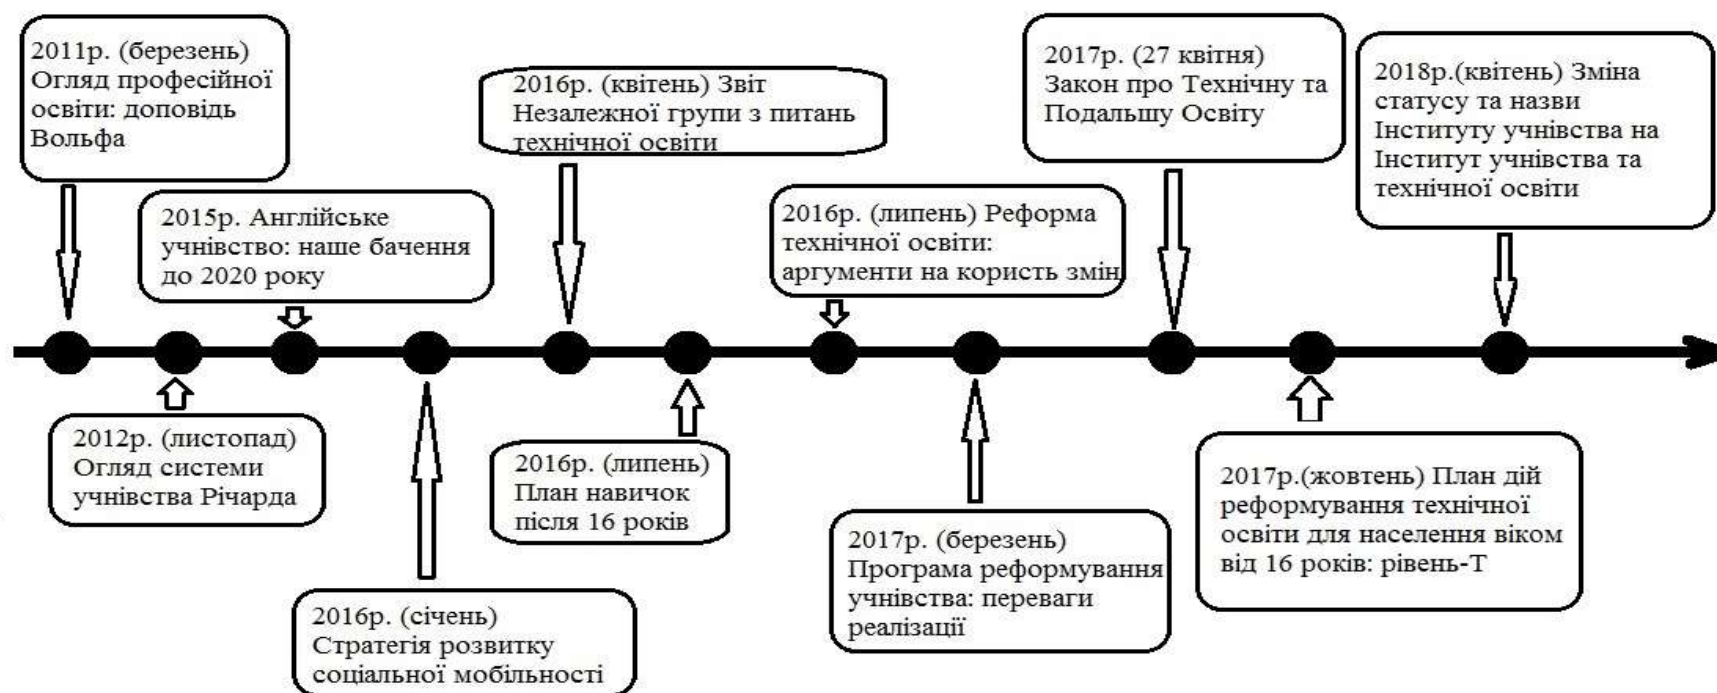 2011р. (березень)
Огляд професійної
освіти: доповідь
Вольфа
2012р. (листопад)
Огляд системи
учнівства Річарда
2015р. Англійське
учнівство: наше бачення
до 2020 року
2016р. (січень)
Стратегія розвитку
соціальної мобільності
2016р. (квітень) Звіт
Незалежної групи з питань
технічної освіти
2016р. (липень)
План навичок
після 16 років
2016р. (липень) Реформа
технічної освіти:
аргументи на користь змін
2017р. (березень)
Програма реформування
учнівства: переваги
реалізації
2017р. (27 квітня)
Закон про Технічну та
Подальшу Освіту
2017р.(жовтень) План дій
реформування технічної
освіти для населення віком
від 16 років: рівень-Т
2018р.(квітень) Зміна
статусу та назви
Інституту учнівства на
Інститут учнівства та
технічної освіти